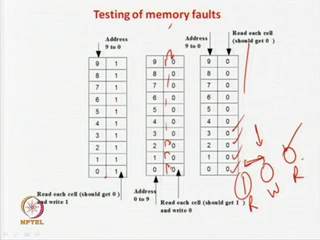 Testing of memory faults
Address
9 to 0
Address
9 to 0
Read each cell
(should get 0)
9 1
8 1
7 1
6 1
5 1
4 1
3 1
2 1
1 1
0 1
9 0
8 0
7 0
6 0
5 0
4 0
3 0
2 0
1 0
0 0
9 0
8 0
7 0
6 0
5 0
4 0
3 0
2 0
1 0
0 0
Read each cell (should get 0)
and write 1
Address
0 to 9
Read each cell (should get 1)
and write 0
R W R
NPTEL